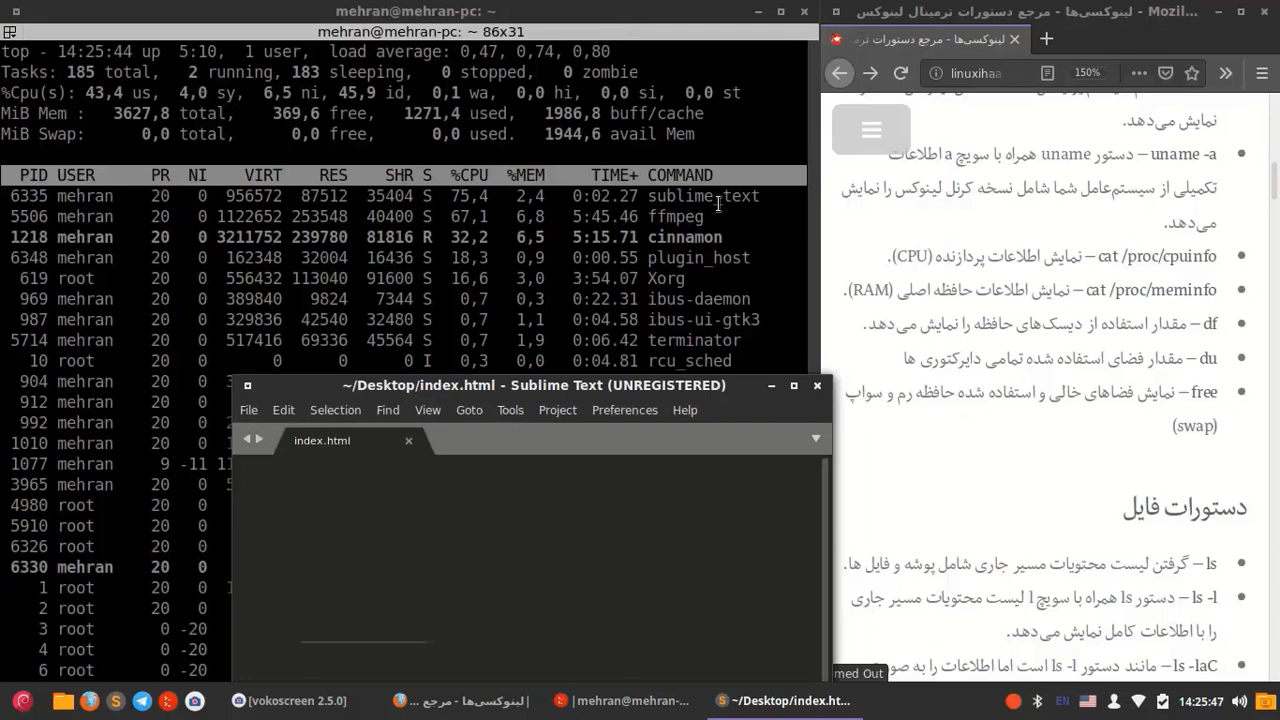 mehran@mehran-pc: ~
mehran@mehran-pc: ~ 86x31
top - 14:25:44 up  5:10,  1 user,  load average: 0,47, 0,74, 0,80
Tasks: 185 total,   2 running, 183 sleeping,   0 stopped,   0 zombie
%Cpu(s): 43,4 us,  4,0 sy,  6,5 ni, 45,9 id,  0,1 wa,  0,0 hi,  0,0 si,  0,0 st
MiB Mem :  3627,8 total,   369,6 free,  1271,4 used,  1986,8 buff/cache
MiB Swap:     0,0 total,     0,0 free,     0,0 used.  1944,6 avail Mem
PID USER PR NI VIRT RES SHR S %CPU %MEM TIME+ COMMAND
6335 mehran 20 0 956572 87512 35404 S 75,4 2,4 0:02.27 sublime-text
5506 mehran 20 0 1122652 253548 40400 S 67,1 6,8 5:45.46 ffmpeg
1218 mehran 20 0 3211752 239780 81816 R 32,2 6,5 5:15.71 cinnamon
6348 mehran 20 0 162348 32004 16436 S 18,3 0,9 0:00.55 plugin_host
619 root 20 0 556432 113040 91600 S 16,6 3,0 3:54.07 Xorg
969 mehran 20 0 389840 9824 7344 S 0,7 0,3 0:22.31 ibus-daemon
987 mehran 20 0 329836 42540 32480 S 0,7 1,1 0:04.58 ibus-ui-gtk3
5714 mehran 20 0 517416 69336 45564 S 0,7 1,9 0:06.42 terminator
10 root 20 0 0 0 0 I 0,3 0,0 0:04.81 rcu_sched
904 mehran 20 0
912 mehran 20 0
992 mehran 20 0
1010 mehran 20 0
1077 mehran 9 -11
3965 mehran 20 0
4980 root 20 0
5910 root 20 0
6326 root 20 0
6330 mehran 20 0
1 root 20 0
2 root 20 0
3 root 0 -20
4 root 0 -20
6 root 0 -20
~/Desktop/index.html - Sublime Text (UNREGISTERED)
File Edit Selection Find View Goto Tools Project Preferences Help
index.html
لینوکسی‌ها - مرجع دستورات ترمینال لینوکس - Mozil...
لینوکسی‌ها - مرجع دستورات ترمـ
linuxihaa
150%
نمایش می‌دهد.
uname -a – دستور uname همراه با سویچ a اطلاعات
تکمیلی از سیستم‌عامل شما شامل نسخه کرنل لینوکس را نمایش
می‌دهد.
cat /proc/cpuinfo – نمایش اطلاعات پردازنده (CPU).
cat /proc/meminfo – نمایش اطلاعات حافظه اصلی (RAM).
df – مقدار استفاده از دیسک‌های حافظه را نمایش می‌دهد.
du – مقدار فضای استفاده شده تمامی دایرکتوری ها
free – نمایش فضاهای خالی و استفاده شده حافظه رم و سواپ
(swap)
دستورات فایل
ls – گرفتن لیست محتویات مسیر جاری شامل پوشه و فایل ها.
ls -l – دستور ls همراه با سویچ l لیست محتویات مسیر جاری
را با اطلاعات کامل نمایش می‌دهد.
ls -laC – مانند دستور ls -l است اما اطلاعات را به صور
med Out
[vokoscreen 2.5.0]
لینوکسی‌ها - مرجع ...
mehran@mehran-...
~/Desktop/index.ht...
EN
14:25:47